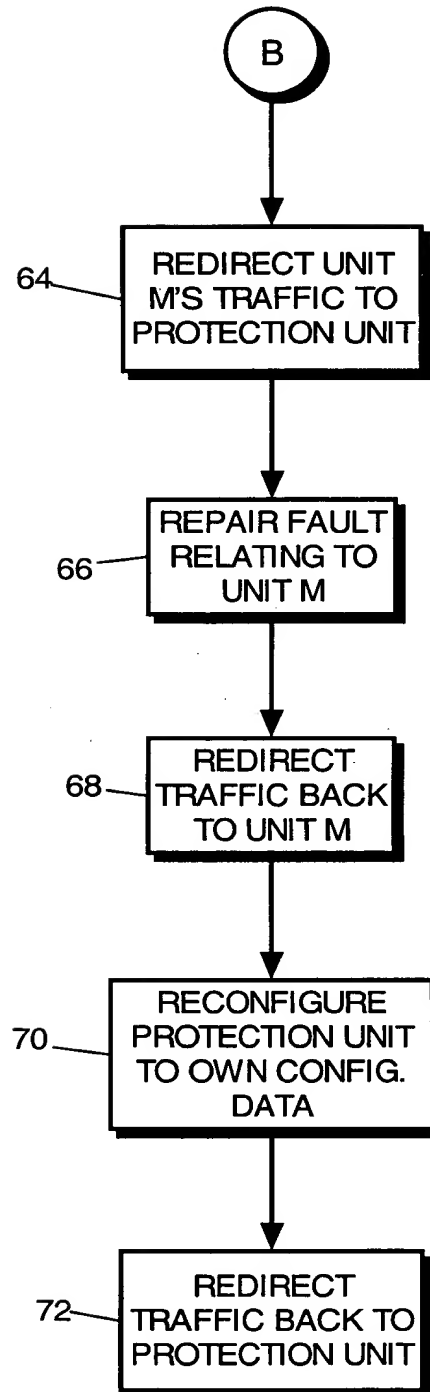 B
64
REDIRECT UNIT
M'S TRAFFIC TO
PROTECTION UNIT
66
REPAIR FAULT
RELATING TO
UNIT M
68
REDIRECT
TRAFFIC BACK
TO UNIT M
70
RECONFIGURE
PROTECTION UNIT
TO OWN CONFIG.
DATA
72
REDIRECT
TRAFFIC BACK TO
PROTECTION UNIT